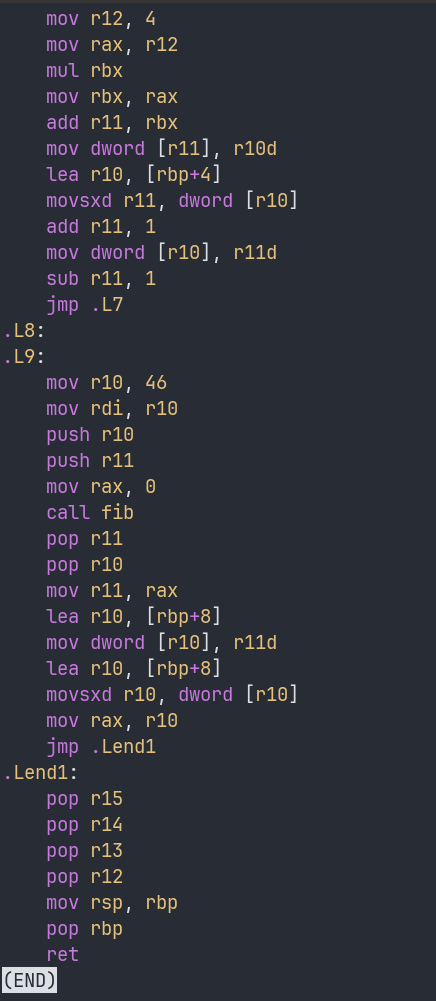 mov r12, 4
mov rax, r12
mul rbx
mov rbx, rax
add r11, rbx
mov dword [r11], r10d
lea r10, [rbp+4]
movsxd r11, dword [r10]
add r11, 1
mov dword [r10], r11d
sub r11, 1
jmp .L7
.L8:
.L9:
mov r10, 46
mov rdi, r10
push r10
push r11
mov rax, 0
call fib
pop r11
pop r10
mov r11, rax
lea r10, [rbp+8]
mov dword [r10], r11d
lea r10, [rbp+8]
movsxd r10, dword [r10]
mov rax, r10
jmp .Lend1
.Lend1:
pop r15
pop r14
pop r13
pop r12
mov rsp, rbp
pop rbp
ret
(END)